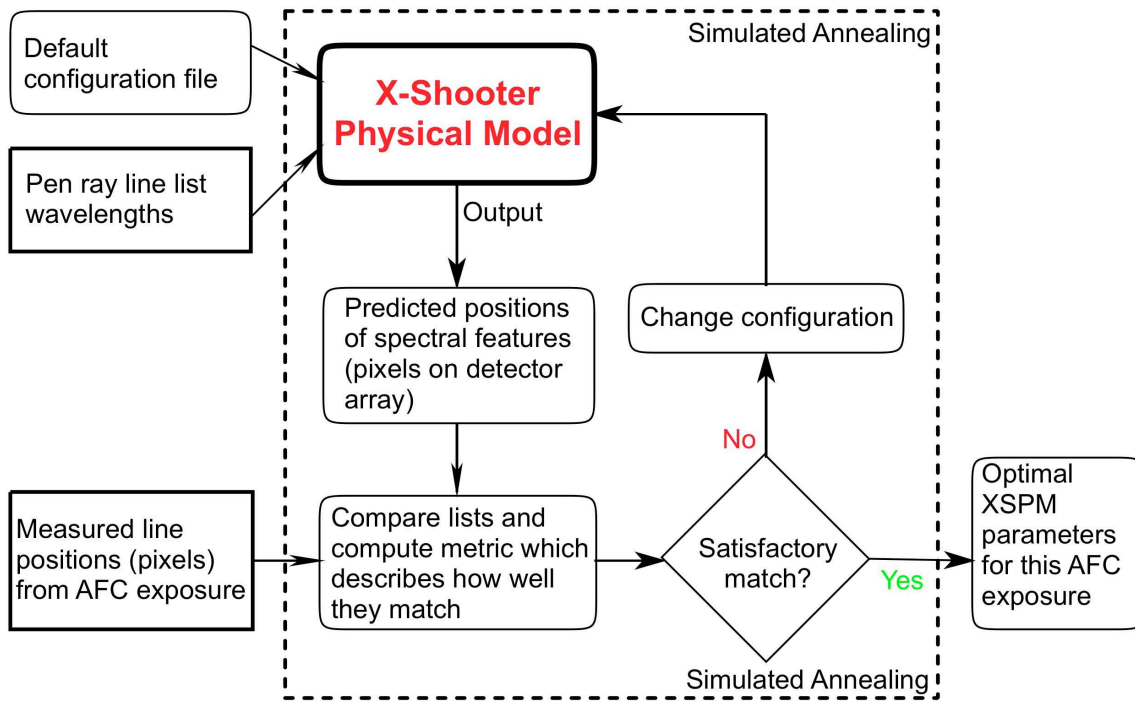 Simulated Annealing
Default
configuration file
X-Shooter
Physical Model
Pen ray line list
wavelengths
Output
Predicted positions
of spectral features
(pixels on detector
array)
Change configuration
No
Measured line
positions (pixels)
from AFC exposure
Compare lists and
compute metric which
describes how well
they match
Satisfactory
match?
Yes
Optimal
XSPM
parameters
for this AFC
exposure
Simulated Annealing